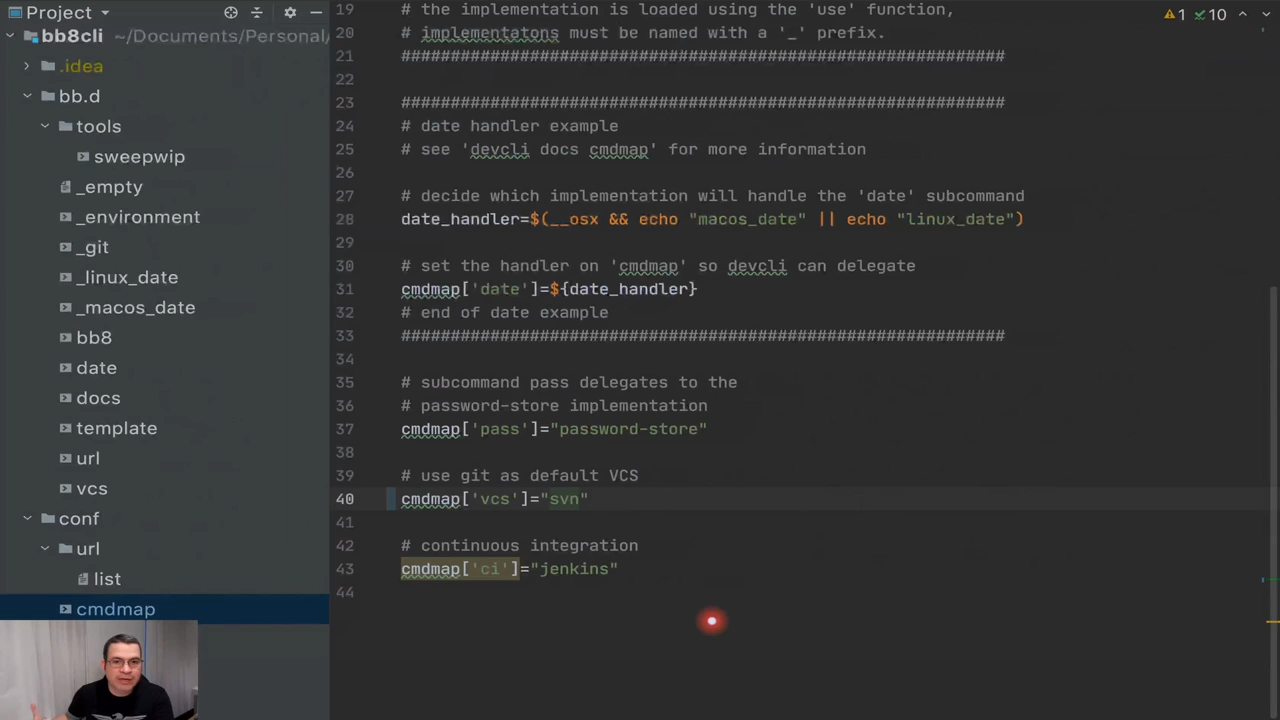 Project
bb8cli ~/Documents/Personal/
.idea
bb.d
tools
sweepwip
_empty
_environment
_git
_linux_date
_macos_date
bb8
date
docs
template
url
vcs
conf
url
list
cmdmap
1 10
19 # the implementation is loaded using the 'use' function,
20 # implementatons must be named with a '_' prefix.
21 #############################################################
22
23 #############################################################
24 # date handler example
25 # see 'devcli docs cmdmap' for more information
26
27 # decide which implementation will handle the 'date' subcommand
28 date_handler=$(__osx && echo "macos_date" || echo "linux_date")
29
30 # set the handler on 'cmdmap' so devcli can delegate
31 cmdmap['date']=${date_handler}
32 # end of date example
33 #############################################################
34
35 # subcommand pass delegates to the
36 # password-store implementation
37 cmdmap['pass']="password-store"
38
39 # use git as default VCS
40 cmdmap['vcs']="svn"
41
42 # continuous integration
43 cmdmap['ci']="jenkins"
44